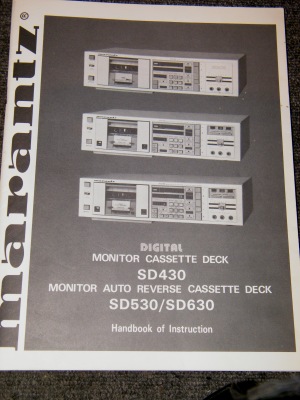 marantz®
DIGITAL
MONITOR CASSETTE DECK
SD430
MONITOR AUTO REVERSE CASSETTE DECK
SD530/SD630
Handbook of Instruction